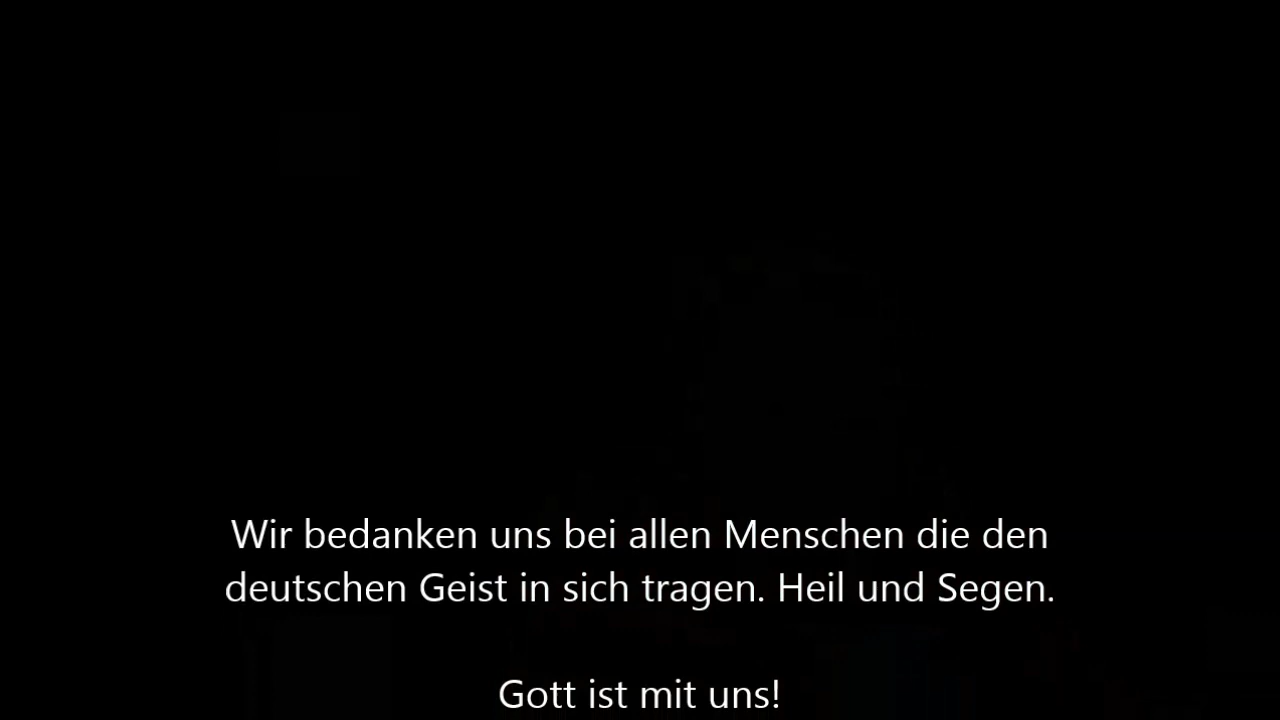 Wir bedanken uns bei allen Menschen die den
deutschen Geist in sich tragen. Heil und Segen.
Gott ist mit uns!